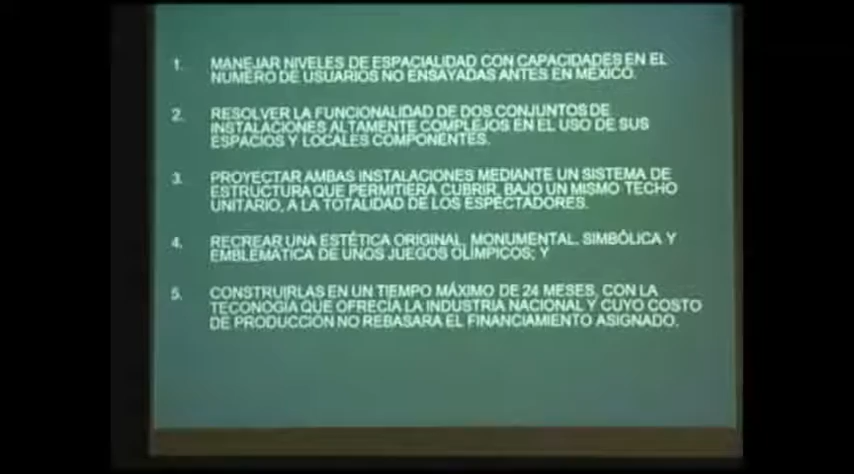 1. MANEJAR NIVELES DE ESPACIALIDAD CON CAPACIDADES EN EL
NUMERO DE USUARIOS NO ENSAYADAS ANTES EN MÉXICO.
2. RESOLVER LA FUNCIONALIDAD DE DOS CONJUNTOS DE
INSTALACIONES ALTAMENTE COMPLEJOS EN EL USO DE SUS
ESPACIOS Y LOCALES COMPONENTES.
3. PROYECTAR AMBAS INSTALACIONES MEDIANTE UN SISTEMA DE
ESTRUCTURA QUE PERMITIERA CUBRIR, BAJO UN MISMO TECHO
UNITARIO, A LA TOTALIDAD DE LOS ESPECTADORES.
4. RECREAR UNA ESTÉTICA ORIGINAL, MONUMENTAL, SIMBÓLICA Y
EMBLEMÁTICA DE UNOS JUEGOS OLÍMPICOS; Y
5. CONSTRUIRLAS EN UN TIEMPO MÁXIMO DE 24 MESES, CON LA
TECONOGÍA QUE OFRECÍA LA INDUSTRIA NACIONAL Y CUYO COSTO
DE PRODUCCIÓN NO REBASARA EL FINANCIAMIENTO ASIGNADO.